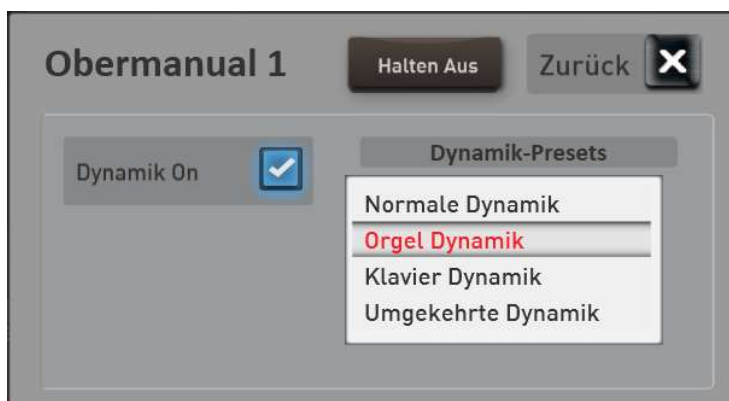 Obermanual 1
Halten Aus
Zurück
Dynamik On
Dynamik-Presets
Normale Dynamik
Orgel Dynamik
Klavier Dynamik
Umgekehrte Dynamik